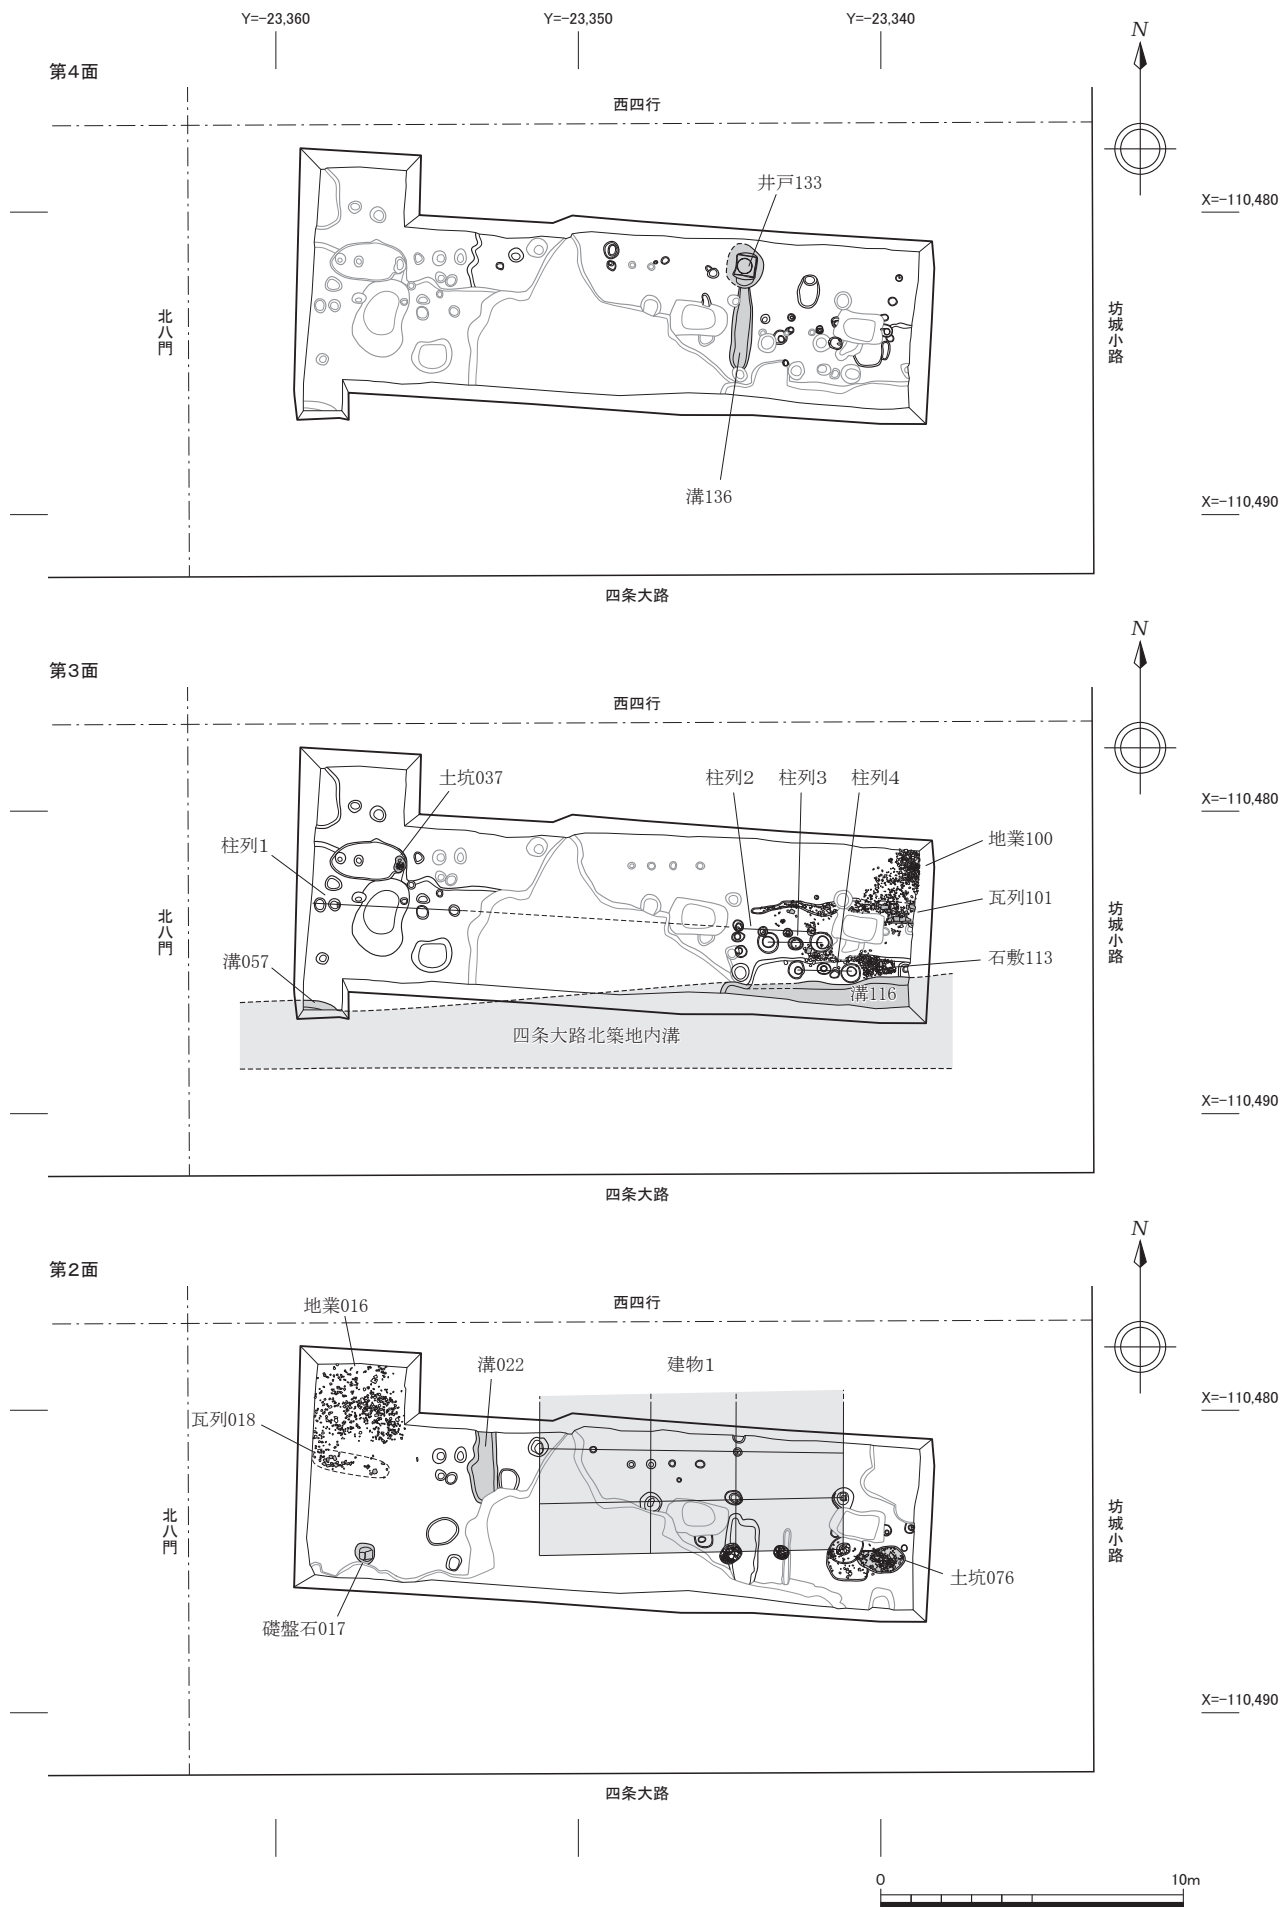 Y=-23,360
Y=-23,350
Y=-23,340
N
第4面
西四行
井戸133
X=-110,480
北八門
坊城小路
溝136
X=-110,490
四条大路
N
第3面
西四行
土坑037
柱列2
柱列3
柱列4
X=-110,480
柱列1
地業100
瓦列101
北八門
坊城小路
溝057
石敷113
溝116
四条大路北築地内溝
X=-110,490
四条大路
N
第2面
西四行
地業016
溝022
建物1
X=-110,480
瓦列018
北八門
坊城小路
土坑076
礎盤石017
X=-110,490
四条大路
0
10m